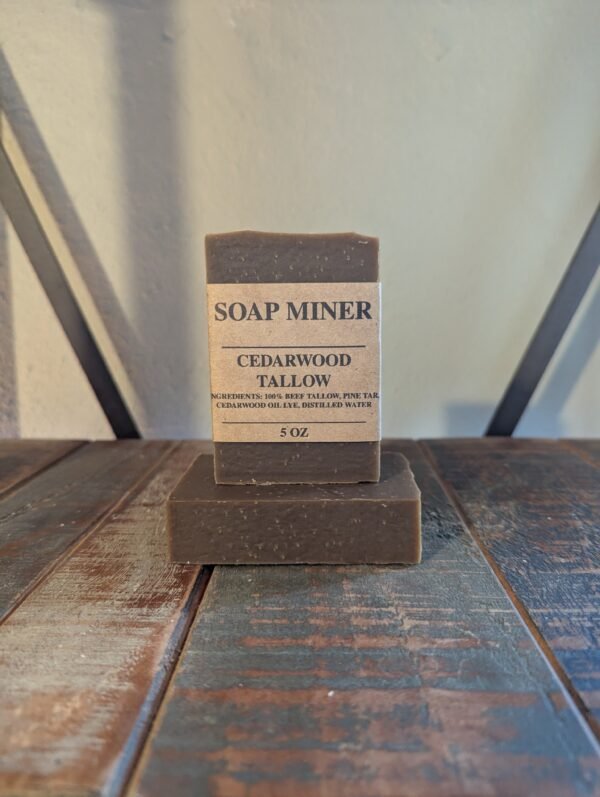 SOAP MINER
CEDARWOOD
TALLOW
NGREDIENTS: 100% BEEF TALLOW, PINE TAR,
CEDARWOOD OIL LYE, DISTILLED WATER
5 OZ